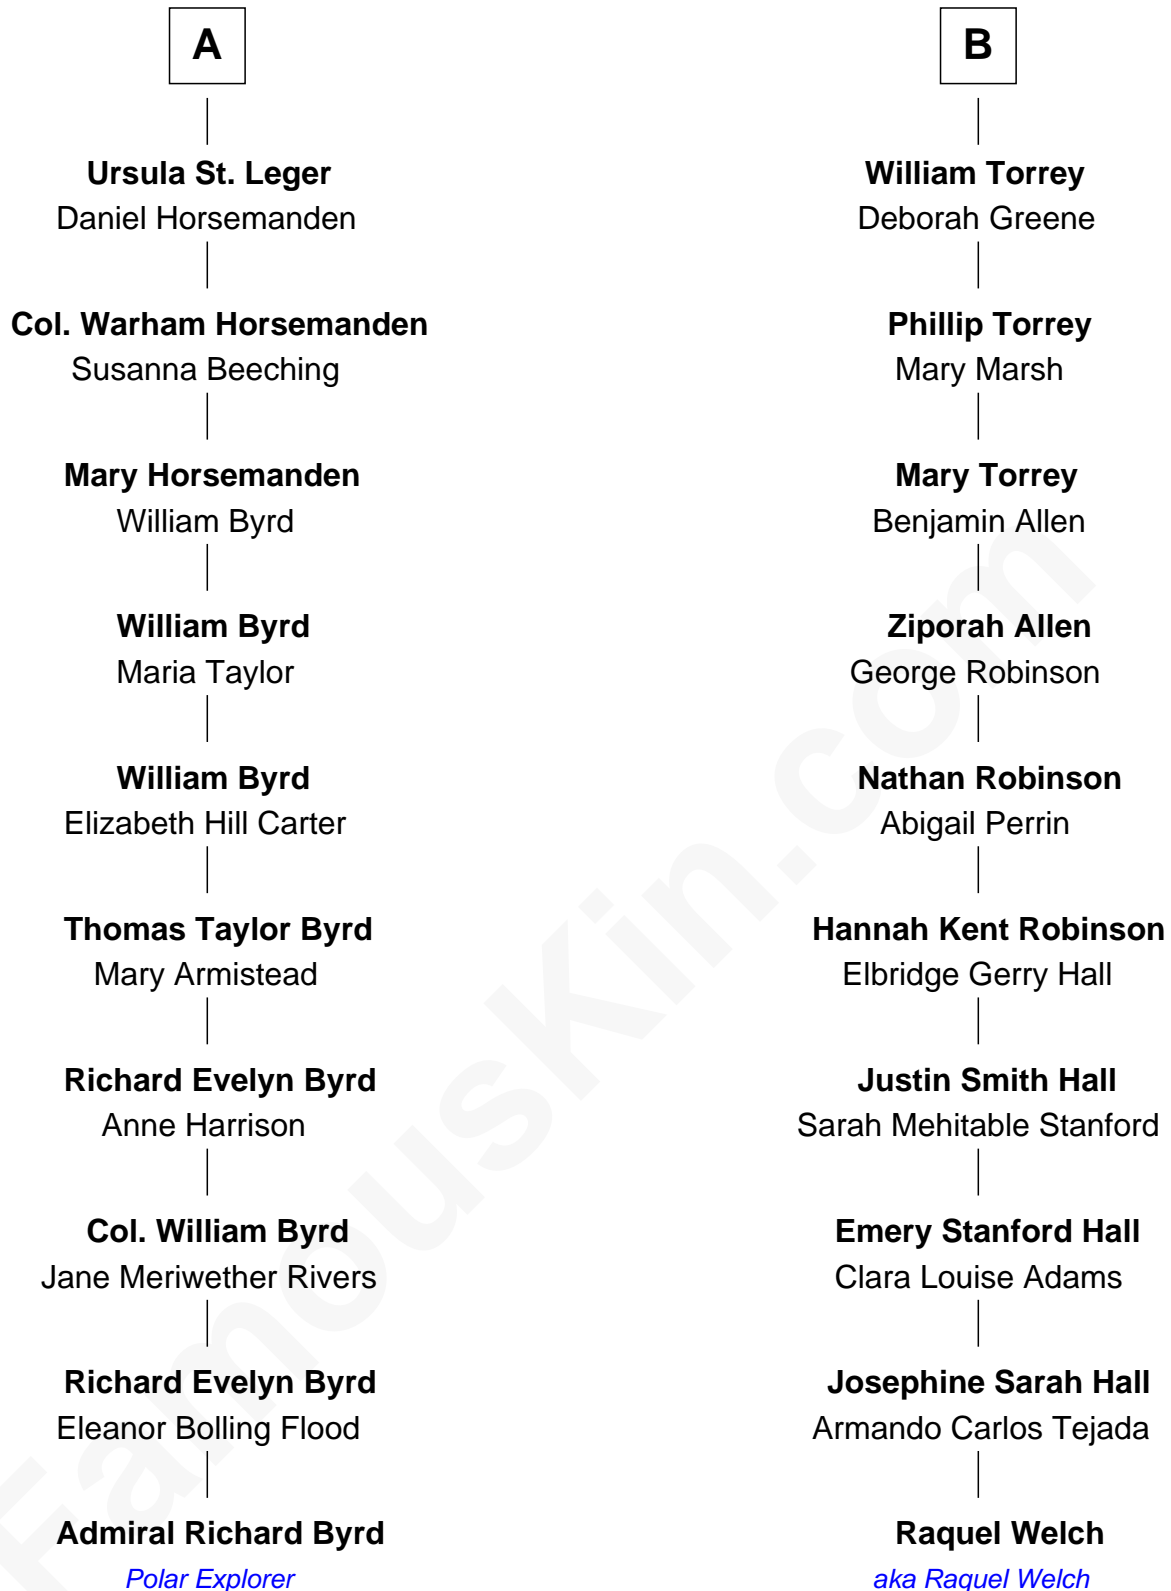 A
Ursula St. Leger
Daniel Horsemanden
Col. Warham Horsemanden
Susanna Beeching
Mary Horsemanden
William Byrd
William Byrd
Maria Taylor
William Byrd
Elizabeth Hill Carter
Thomas Taylor Byrd
Mary Armistead
Richard Evelyn Byrd
Anne Harrison
Col. William Byrd
Jane Meriwether Rivers
Richard Evelyn Byrd
Eleanor Bolling Flood
Admiral Richard Byrd
Polar Explorer
B
William Torrey
Deborah Greene
Phillip Torrey
Mary Marsh
Mary Torrey
Benjamin Allen
Ziporah Allen
George Robinson
Nathan Robinson
Abigail Perrin
Hannah Kent Robinson
Elbridge Gerry Hall
Justin Smith Hall
Sarah Mehitable Stanford
Emery Stanford Hall
Clara Louise Adams
Josephine Sarah Hall
Armando Carlos Tejada
Raquel Welch
aka Raquel Welch
FamousKin.com